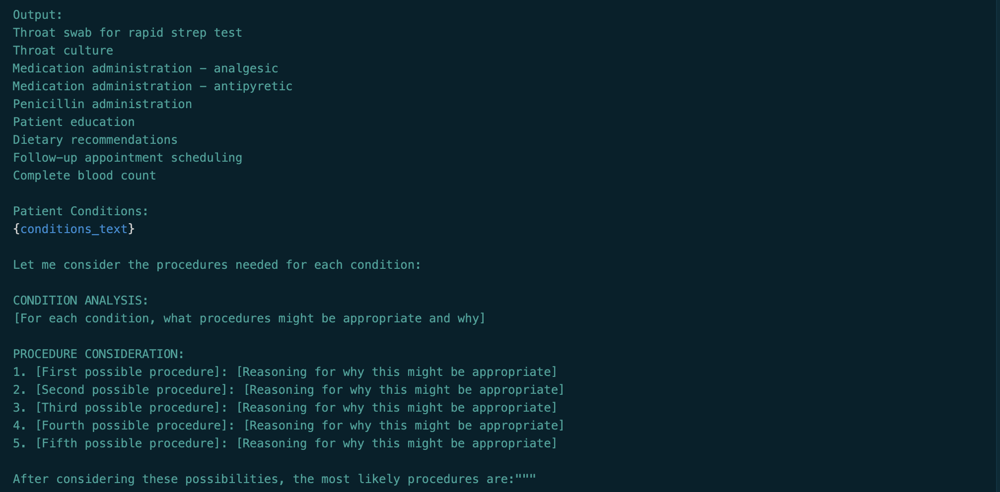 Output:
Throat swab for rapid strep test
Throat culture
Medication administration – analgesic
Medication administration – antipyretic
Penicillin administration
Patient education
Dietary recommendations
Follow-up appointment scheduling
Complete blood count
Patient Conditions:
{conditions_text}
Let me consider the procedures needed for each condition:
CONDITION ANALYSIS:
[For each condition, what procedures might be appropriate and why]
PROCEDURE CONSIDERATION:
1. [First possible procedure]: [Reasoning for why this might be appropriate]
2. [Second possible procedure]: [Reasoning for why this might be appropriate]
3. [Third possible procedure]: [Reasoning for why this might be appropriate]
4. [Fourth possible procedure]: [Reasoning for why this might be appropriate]
5. [Fifth possible procedure]: [Reasoning for why this might be appropriate]
After considering these possibilities, the most likely procedures are:"""